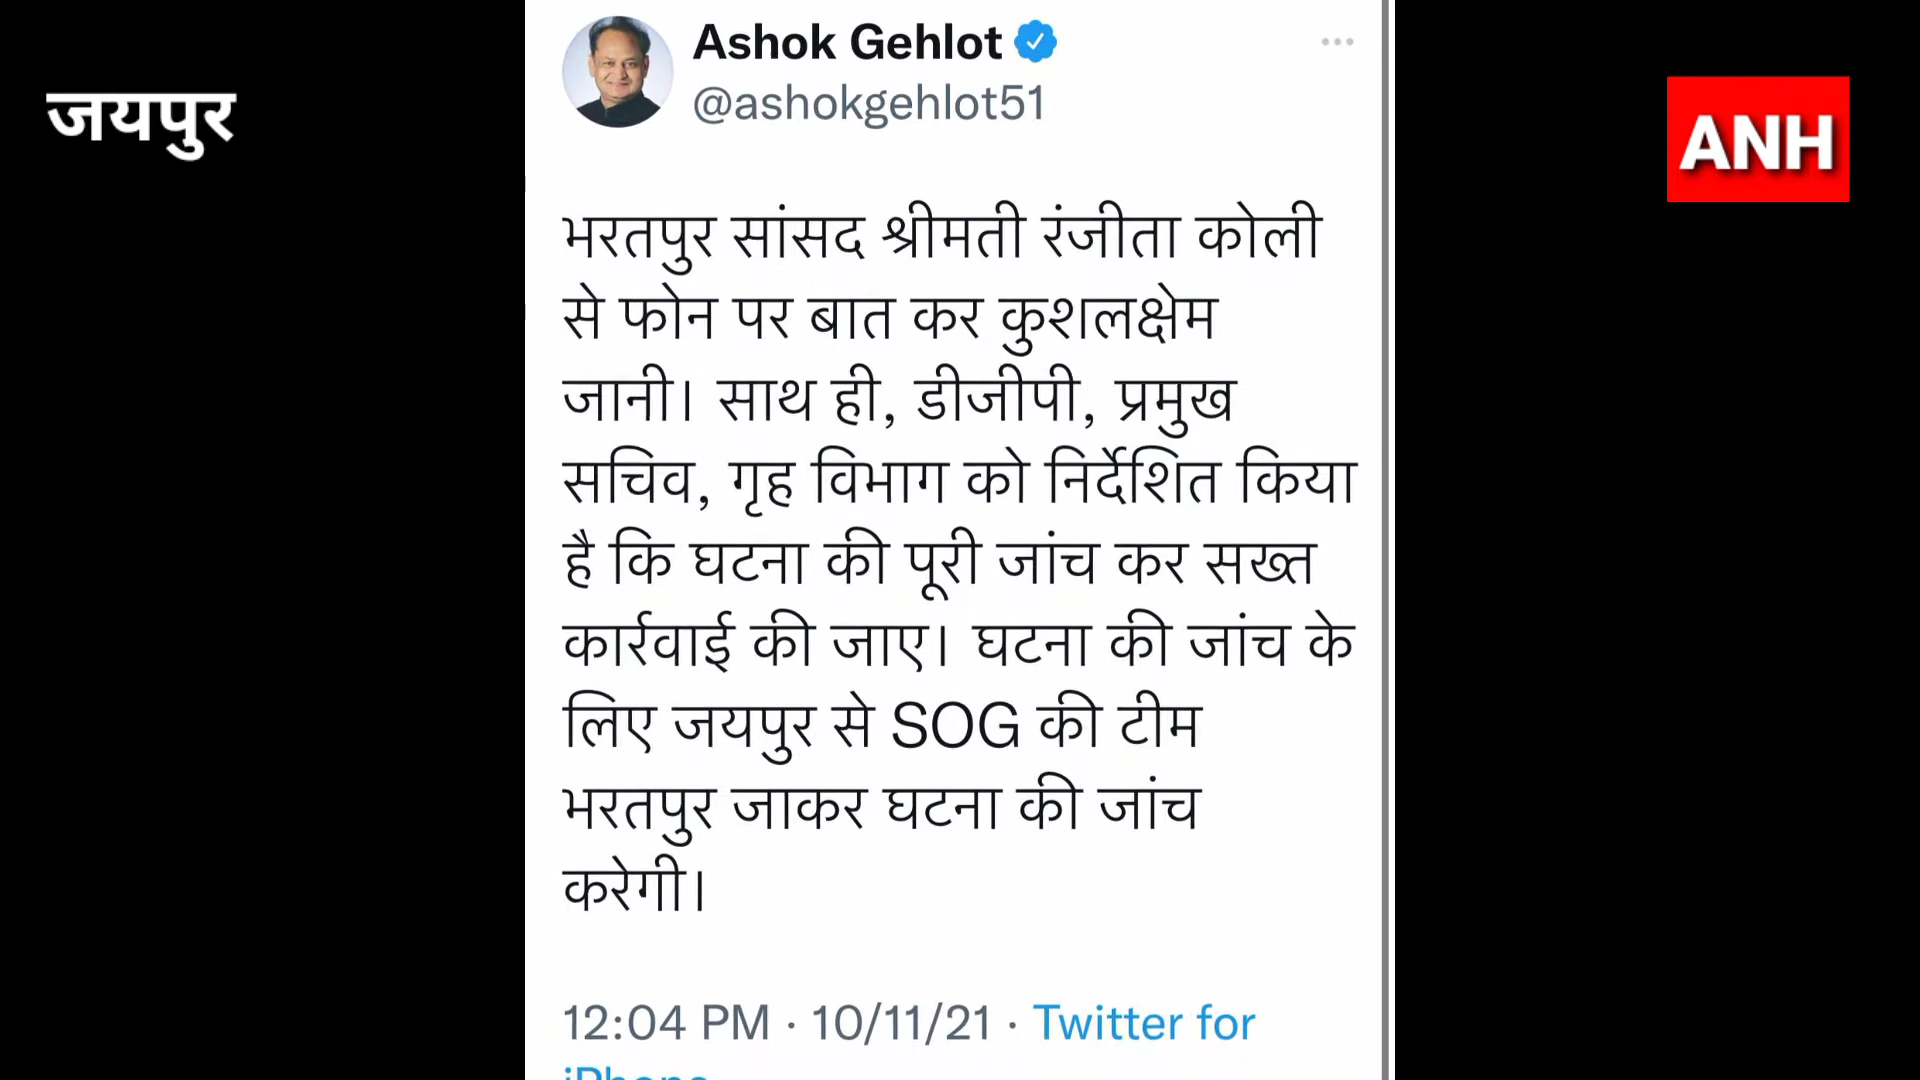 जयपुर
Ashok Gehlot
@ashokgehlot51
ANH
भरतपुर सांसद श्रीमती रंजीता कोली
से फोन पर बात कर कुशलक्षेम
जानी। साथ ही, डीजीपी, प्रमुख
सचिव, गृह विभाग को निर्देशित किया
है कि घटना की पूरी जांच कर सख्त
कार्रवाई की जाए। घटना की जांच के
लिए जयपुर से SOG की टीम
भरतपुर जाकर घटना की जांच
करेगी।
12:04 PM · 10/11/21 · Twitter for
iPhone